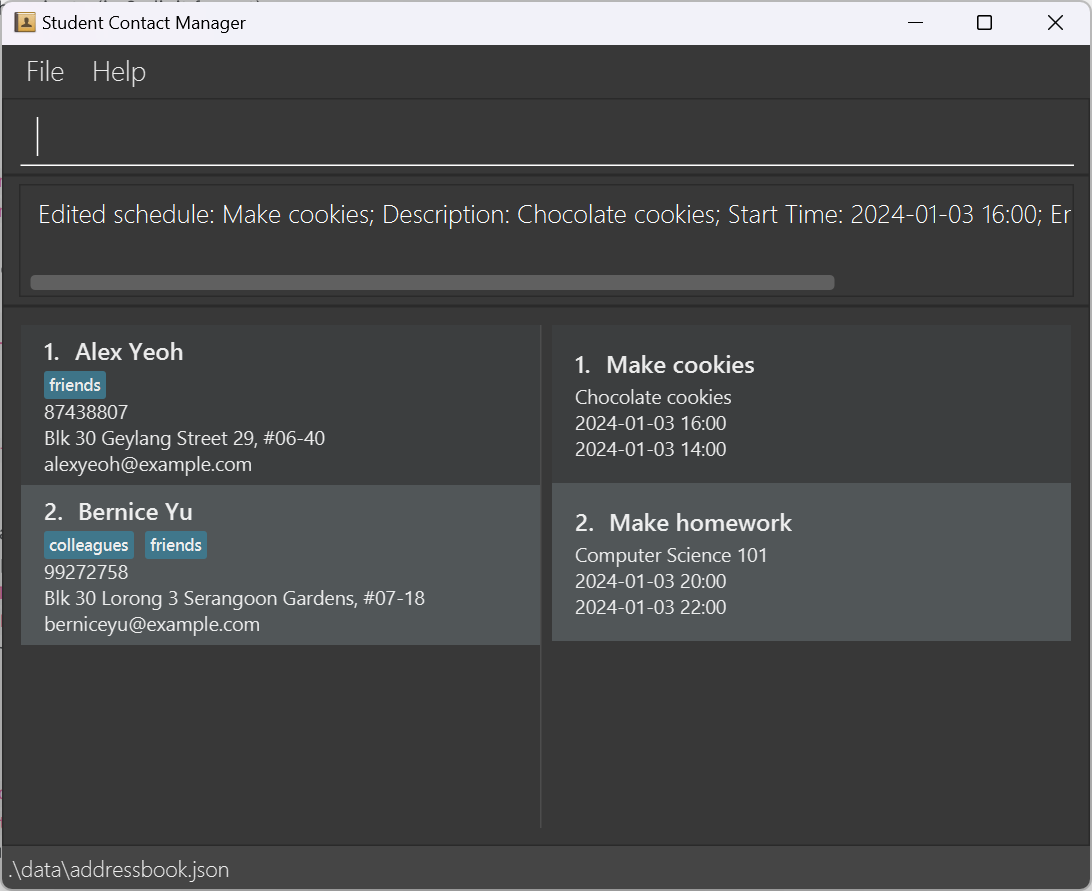 Student Contact Manager
File Help
Edited schedule: Make cookies; Description: Chocolate cookies; Start Time: 2024-01-03 16:00;
1. Alex Yeoh
friends
87438807
Blk 30 Geylang Street 29, #06-40
alexyeoh@example.com
2. Bernice Yu
colleagues friends
99272758
Blk 30 Lorong 3 Serangoon Gardens, #07-18
berniceyu@example.com
1. Make cookies
Chocolate cookies
2024-01-03 16:00
2024-01-03 14:00
2. Make homework
Computer Science 101
2024-01-03 20:00
2024-01-03 22:00
.\data\addressbook.json